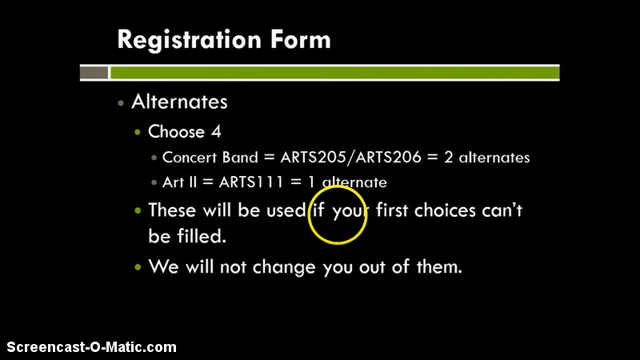 Registration Form
Alternates
Choose 4
Concert Band = ARTS205/ARTS206 = 2 alternates
Art II = ARTS111 = 1 alternate
These will be used if your first choices can't
be filled.
We will not change you out of them.
Screencast-O-Matic.com